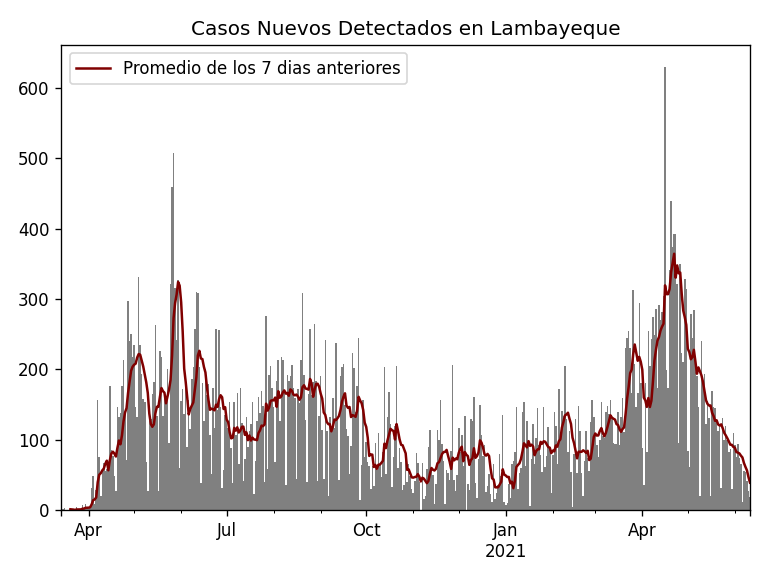 Casos Nuevos Detectados en Lambayeque
Promedio de los 7 dias anteriores
600
500
400
300
200
100
0
Apr Jul Oct Jan Apr
2021